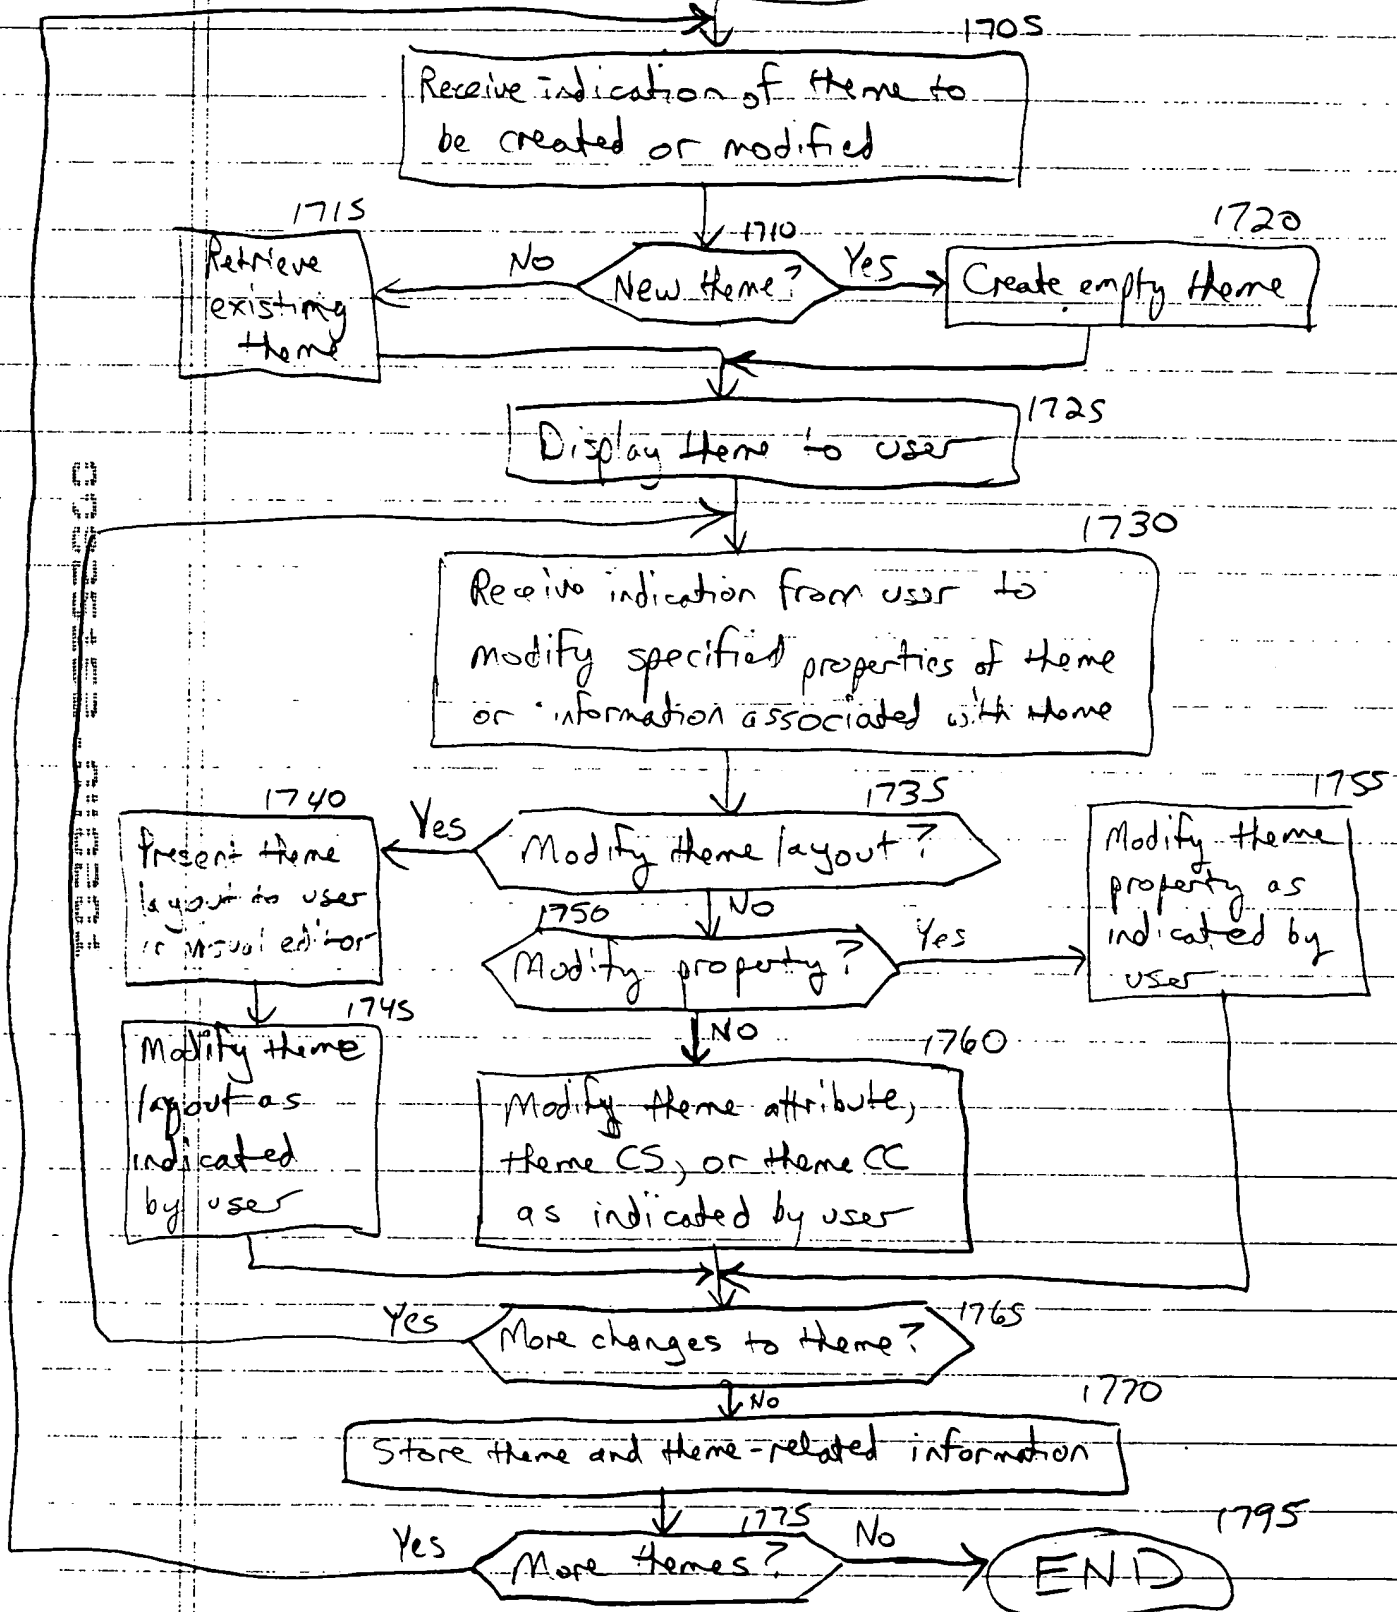 1705
Receive indication of theme to
be created or modified
1715
1710
1720
Retrieve
existing
theme
No
New theme?
Yes
Create empty theme
1725
Display theme to user
1730
Receive indication from user to
modify specified properties of theme
or information associated with theme
1740
Yes
1735
1755
Present theme
layout to user
in visual editor
Modify theme layout?
Modify theme
property as
indicated by
user
No
1750
Modify property?
Yes
1745
Modify theme
layout as
indicated
by user
No
1760
Modify theme attribute,
theme CS, or theme CC
as indicated by user
Yes
More changes to theme?
1765
No
1770
Store theme and theme-related information
Yes
1775
More themes?
No
1795
END